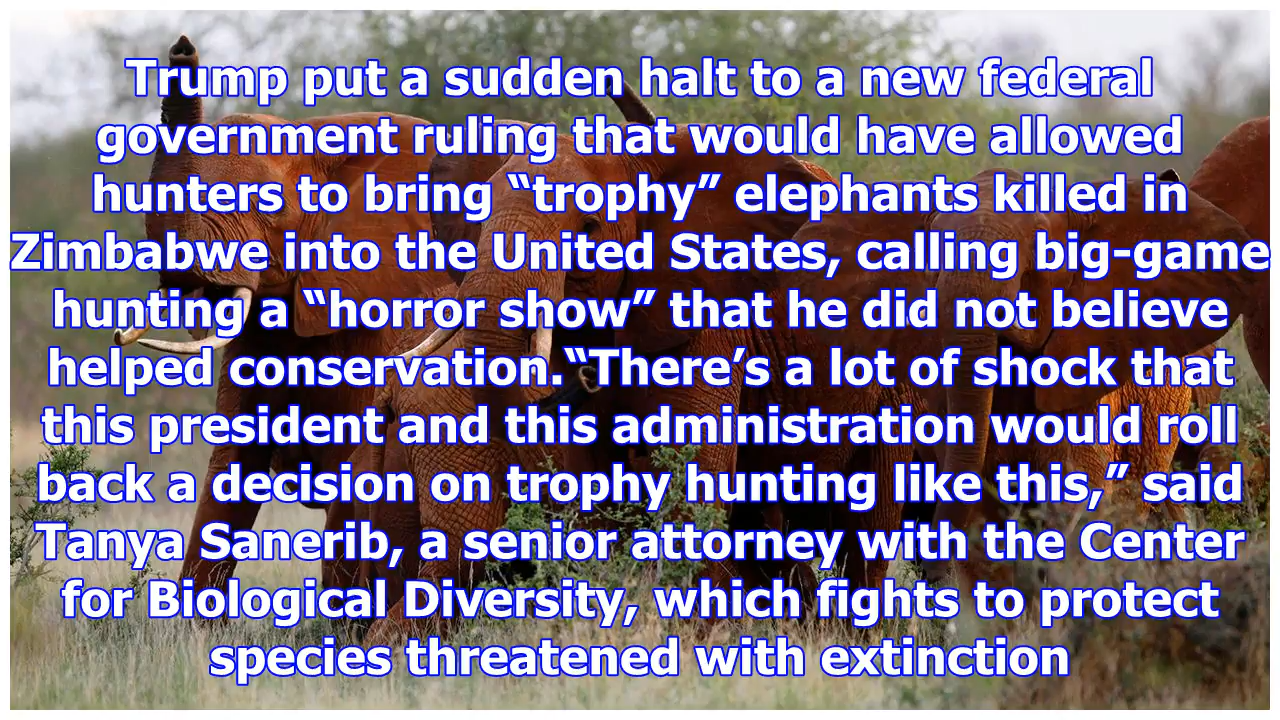 Trump put a sudden halt to a new federal
government ruling that would have allowed
hunters to bring “trophy” elephants killed in
Zimbabwe into the United States, calling big-game
hunting a “horror show” that he did not believe
helped conservation.“There’s a lot of shock that
this president and this administration would roll
back a decision on trophy hunting like this,” said
Tanya Sanerib, a senior attorney with the Center
for Biological Diversity, which fights to protect
species threatened with extinction